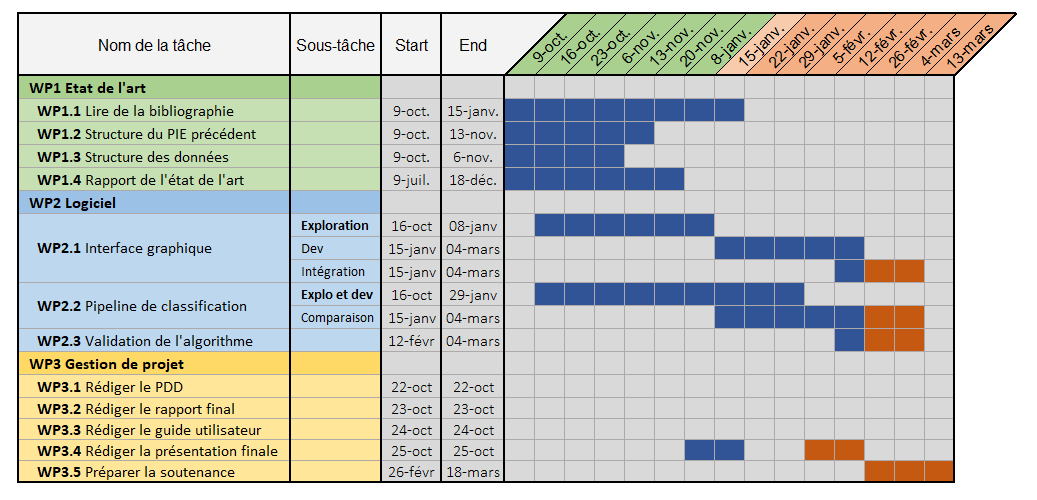 Nom de la tâche Sous-tâche Start End 9-oct. 16-oct. 23-oct. 6-nov. 13-nov. 20-nov. 8-janv. 15-janv. 22-janv. 29-janv. 5-févr. 12-févr. 26-févr. 4-mars 13-mars
WP1 Etat de l'art
WP1.1 Lire de la bibliographie 9-oct. 15-janv.
WP1.2 Structure du PIE précédent 9-oct. 13-nov.
WP1.3 Structure des données 9-oct. 6-nov.
WP1.4 Rapport de l'état de l'art 9-juil. 18-déc.
WP2 Logiciel
Exploration 16-oct 08-janv
WP2.1 Interface graphique Dev 15-janv 04-mars
Intégration 15-janv 04-mars
Explo et dev 16-oct 29-janv
WP2.2 Pipeline de classification
Comparaison 15-janv 04-mars
WP2.3 Validation de l'algorithme 12-févr 04-mars
WP3 Gestion de projet
WP3.1 Rédiger le PDD 22-oct 22-oct
WP3.2 Rédiger le rapport final 23-oct 23-oct
WP3.3 Rédiger le guide utilisateur 24-oct 24-oct
WP3.4 Rédiger la présentation finale 25-oct 25-oct
WP3.5 Préparer la soutenance 26-févr 18-mars